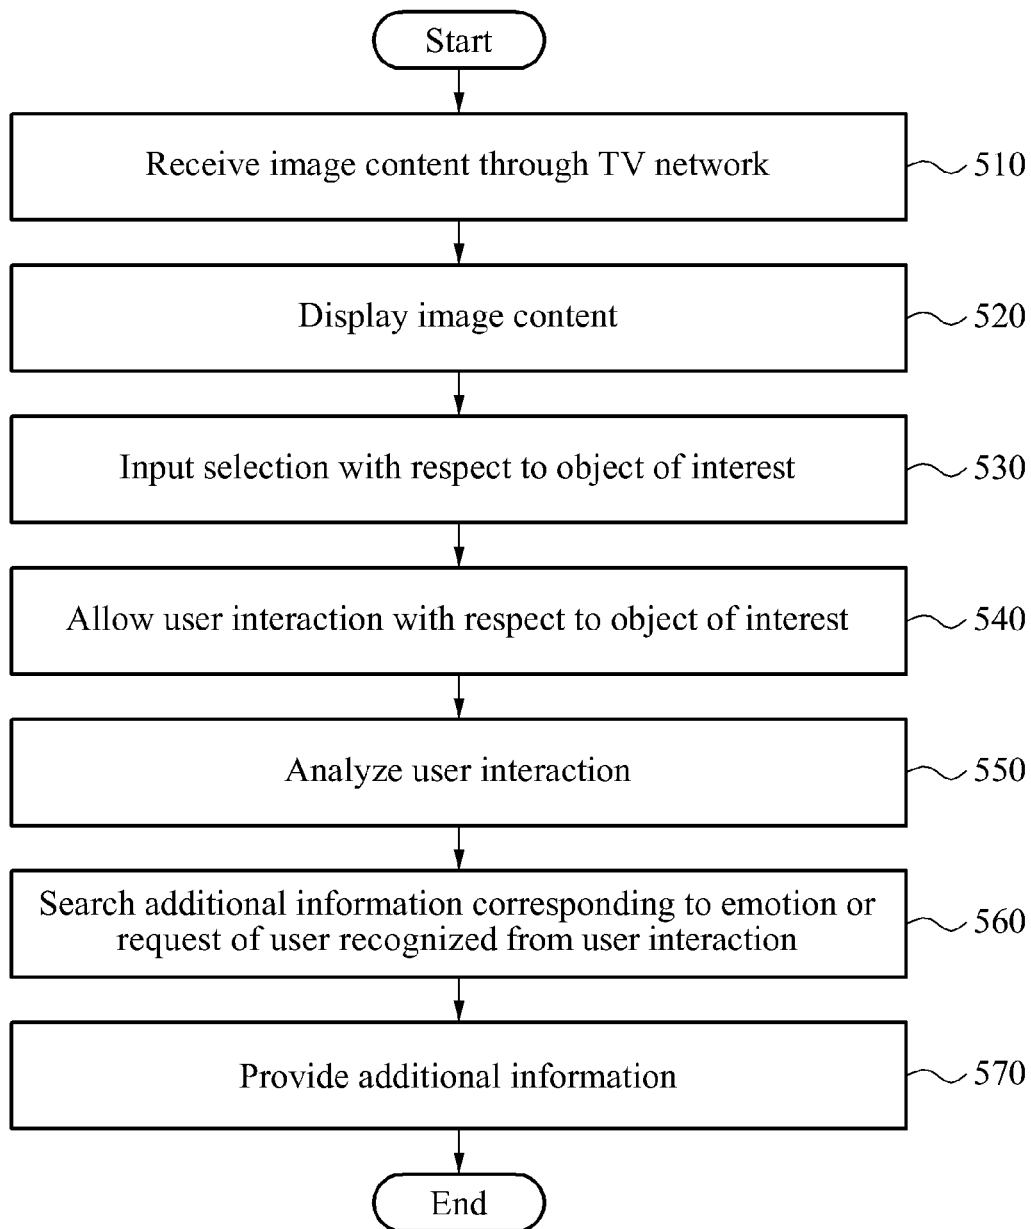 Start
Receive image content through TV network
510
Display image content
520
Input selection with respect to object of interest
530
Allow user interaction with respect to object of interest
540
Analyze user interaction
550
Search additional information corresponding to emotion or
request of user recognized from user interaction
560
Provide additional information
570
End